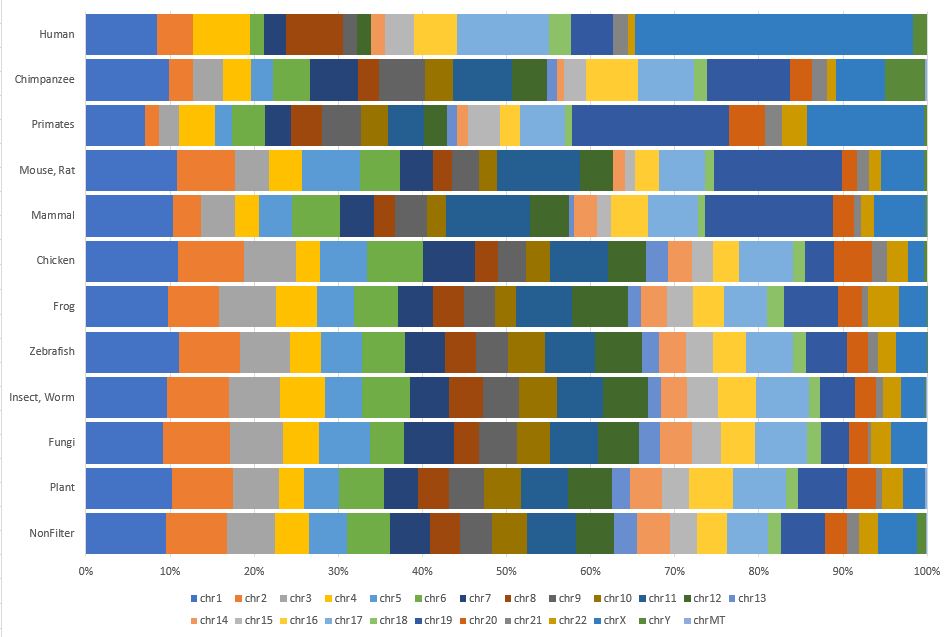 Human
Chimpanzee
Primates
Mouse, Rat
Mammal
Chicken
Frog
Zebrafish
Insect, Worm
Fungi
Plant
NonFilter
0% 10% 20% 30% 40% 50% 60% 70% 80% 90% 100%
chr1 chr2 chr3 chr4 chr5 chr6 chr7 chr8 chr9 chr10 chr11 chr12 chr13
chr14 chr15 chr16 chr17 chr18 chr19 chr20 chr21 chr22 chrX chrY chrMT